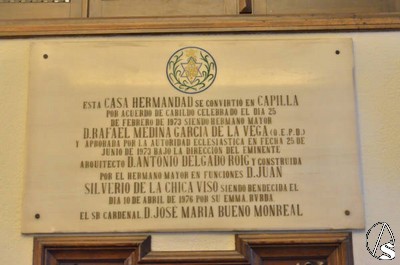 ESTA CASA HERMANDAD SE CONVIRTIO EN CAPILLA
POR ACUERDO DE CABILDO CELEBRADO EL DIA 25
DE FEBRERO DE 1973 SIENDO HERMANO MAYOR
D.RAFAEL MEDINA GARCIA DE LA VEGA (Q.E.P.D.)
Y APROBADA POR LA AUTORIDAD ECLESIASTICA EN FECHA 25 DE
JUNIO DE 1973 BAJO LA DIRECCION DEL EMINENTE
ARQUITECTO D.ANTONIO DELGADO ROIG Y CONSTRUIDA
POR EL HERMANO MAYOR EN FUNCIONES D.JUAN
SILVERIO DE LA CHICA VISO SIENDO BENDECIDA EL
DIA 10 DE ABRIL DE 1976 POR SU EMMA. RVRDA
EL SR CARDENAL D.JOSE MARIA BUENO MONREAL